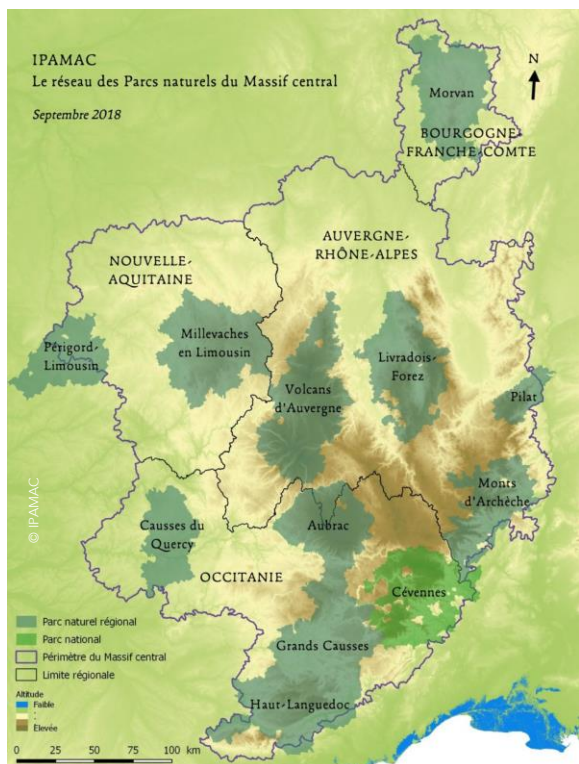 IPAMAC
Le réseau des Parcs naturels du Massif central
Septembre 2018
N
Morvan
BOURGOGNE-
FRANCHE-COMTE
AUVERGNE-
RHÔNE-ALPES
NOUVELLE-
AQUITAINE
Périgord-
Limousin
Millevaches
en Limousin
Volcans
d'Auvergne
Livradois-
Forez
Pilat
Monts
d'Archèche
Aubrac
Causses du
Quercy
OCCITANIE
Cévennes
Grands Causses
Haut-Languedoc
© IPAMAC
Parc naturel régional
Parc national
Périmètre du Massif central
Limite régionale
Altitude
Faible
:
Elevée
0 25 50 75 100 km